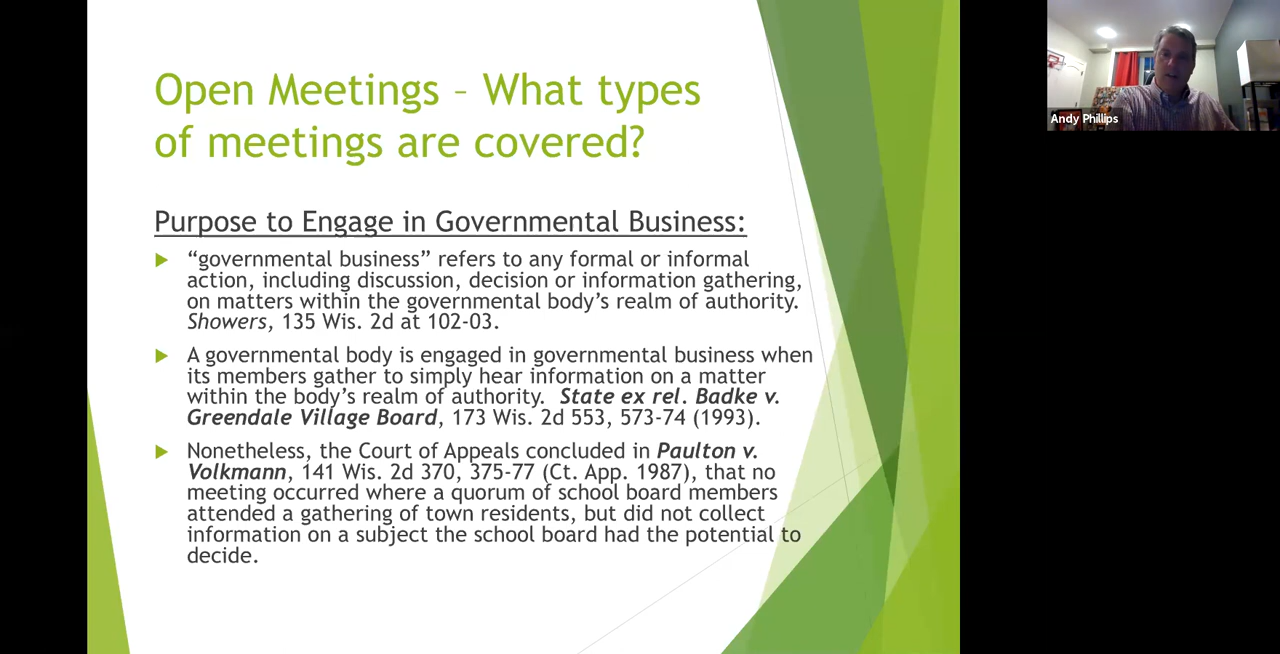 Open Meetings – What types
of meetings are covered?
Purpose to Engage in Governmental Business:
“governmental business” refers to any formal or informal
action, including discussion, decision or information gathering,
on matters within the governmental body’s realm of authority.
Showers, 135 Wis. 2d at 102-03.
A governmental body is engaged in governmental business when
its members gather to simply hear information on a matter
within the body’s realm of authority. State ex rel. Badke v.
Greendale Village Board, 173 Wis. 2d 553, 573-74 (1993).
Nonetheless, the Court of Appeals concluded in Paulton v.
Volkmann, 141 Wis. 2d 370, 375-77 (Ct. App. 1987), that no
meeting occurred where a quorum of school board members
attended a gathering of town residents, but did not collect
information on a subject the school board had the potential to
decide.
Andy Phillips